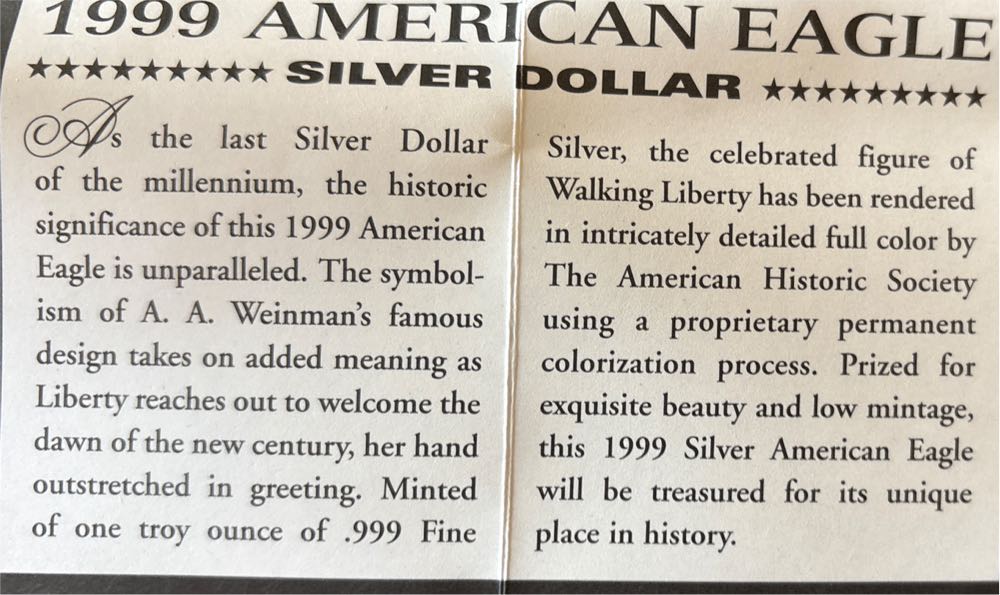 1999 AMERICAN EAGLE
★★★★★★★★★ SILVER DOLLAR ★★★★★★★★★
As the last Silver Dollar
of the millennium, the historic
significance of this 1999 American
Eagle is unparalleled. The symbol-
ism of A. A. Weinman's famous
design takes on added meaning as
Liberty reaches out to welcome the
dawn of the new century, her hand
outstretched in greeting. Minted
of one troy ounce of .999 Fine
Silver, the celebrated figure of
Walking Liberty has been rendered
in intricately detailed full color by
The American Historic Society
using a proprietary permanent
colorization process. Prized for
exquisite beauty and low mintage,
this 1999 Silver American Eagle
will be treasured for its unique
place in history.